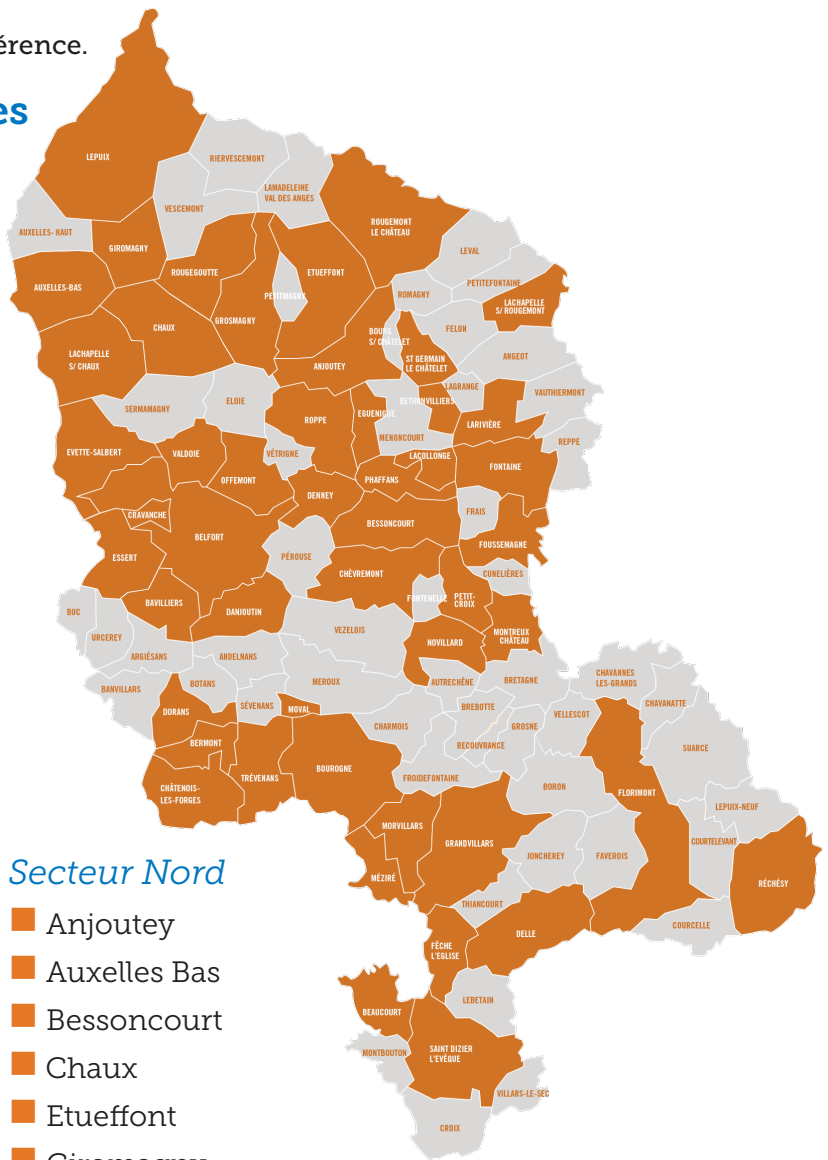 érence.
es
LEPUIX
RIERVESCEMONT
LAMADELEINE
VAL DES ANGES
VESCEMONT
AUXELLES- HAUT
GIROMAGNY
ROUGEMONT
LE CHÂTEAU
LEVAL
ROUGEGOUTTE
ETUEFFONT
AUXELLES-BAS
PETITMAGNY
ROMAGNY
PETITEFONTAINE
LACHAPELLE
S/ ROUGEMONT
CHAUX
GROSMAGNY
BOURG
S/ CHÂTELET
FELON
LACHAPELLE
S/ CHAUX
ANJOUTEY
ST GERMAIN
LE CHÂTELET
ANGEOT
LAGRANGE
VAUTHIERMONT
SERMAMAGNY
ELOIE
BETHONVILLIERS
ROPPE
EGUENIGUE
LARIVIÈRE
MENONCOURT
REPPE
EVETTE-SALBERT
VALDOIE
VÉTRIGNE
LACOLLONGE
FONTAINE
OFFEMONT
PHAFFANS
DENNEY
CRAVANCHE
BESSONCOURT
FRAIS
BELFORT
FOUSSEMAGNE
ESSERT
PÉROUSE
CHÈVREMONT
CUNELIÈRES
BUC
BAVILLIERS
DANJOUTIN
FONTENELLE
PETIT-
CROIX
URCEREY
VEZELOIS
NOVILLARD
MONTREUX
CHÂTEAU
ARGIÉSANS
ANDELNANS
BANVILLARS
BOTANS
MEROUX
AUTRECHÊNE
BRETAGNE
CHAVANNES
LES-GRANDS
DORANS
SÉVENANS
MOVAL
BREBOTTE
CHAVANATTE
CHARMOIS
GROSNE
VELLESCOT
BERMONT
RECOUVRANCE
SUARCE
TRÉVENANS
BOUROGNE
FROIDEFONTAINE
CHÂTENOIS-
LES-FORGES
BORON
FLORIMONT
LEPUIX-NEUF
MORVILLARS
GRANDVILLARS
COURTELEVANT
JONCHEREY
FAVEROIS
MÉZIRÉ
RÉCHÉSY
THIANCOURT
COURCELLE
DELLE
FÊCHE
L'EGLISE
LEBETAIN
BEAUCOURT
MONTBOUTON
SAINT DIZIER
L'EVÊQUE
VILLARS-LE-SEC
CROIX
Secteur Nord
Anjoutey
Auxelles Bas
Bessoncourt
Chaux
Etueffont